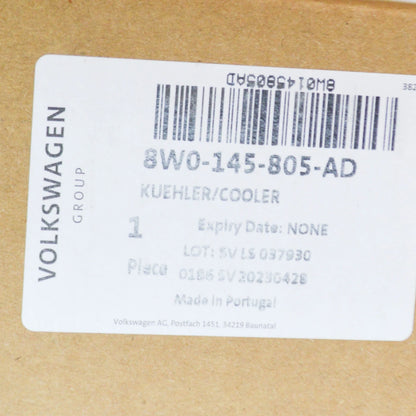 8W0145805AD
382
8W0-145-805-AD
KUEHLER/COOLER
1
Expiry Date: NONE
LOT: SV LS 037930
Piece
0186 SV 20230428
Made in Portugal
Volkswagen AG, Postfach 1451, 34219 Baunatal
VOLKSWAGEN
GROUP